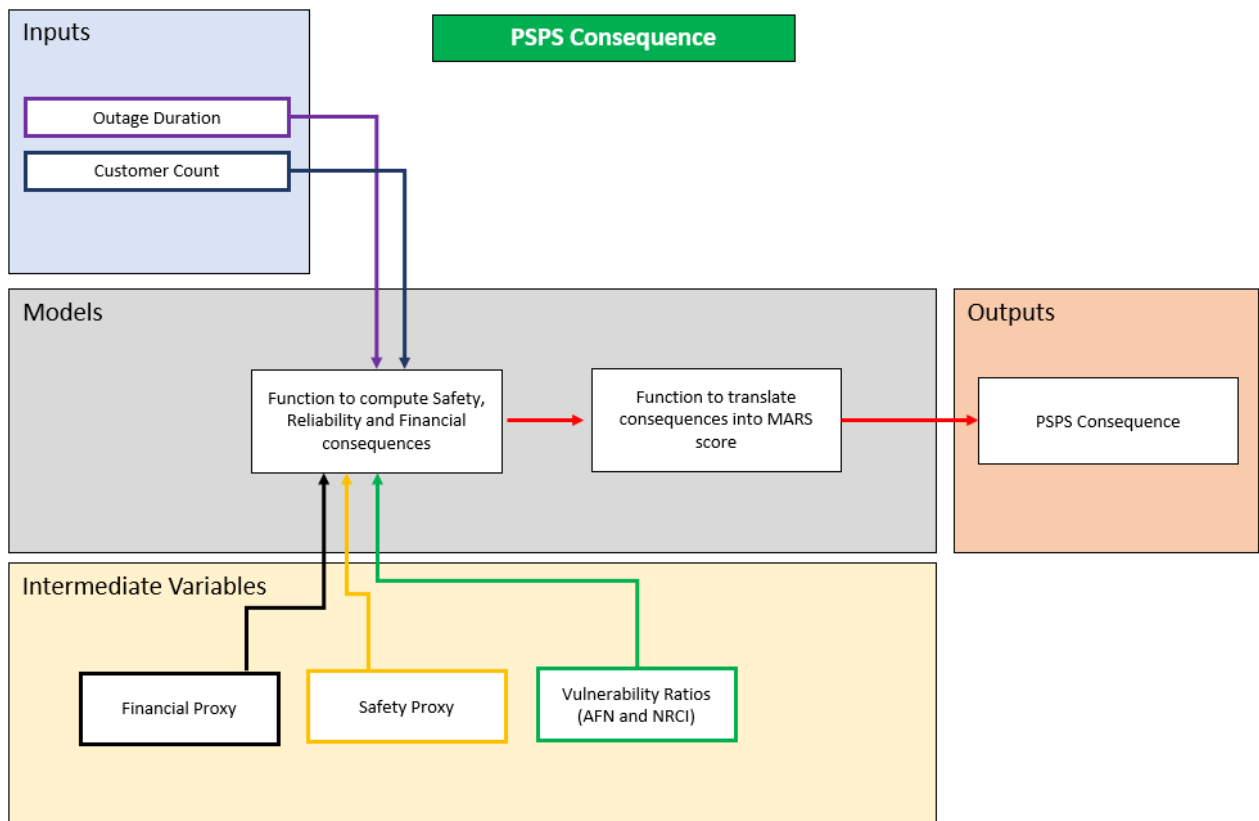 Inputs
PSPS Consequence
Outage Duration
Customer Count
Models
Outputs
Function to compute Safety,
Reliability and Financial
consequences
Function to translate
consequences into MARS
score
PSPS Consequence
Intermediate Variables
Financial Proxy
Safety Proxy
Vulnerability Ratios
(AFN and NRCI)